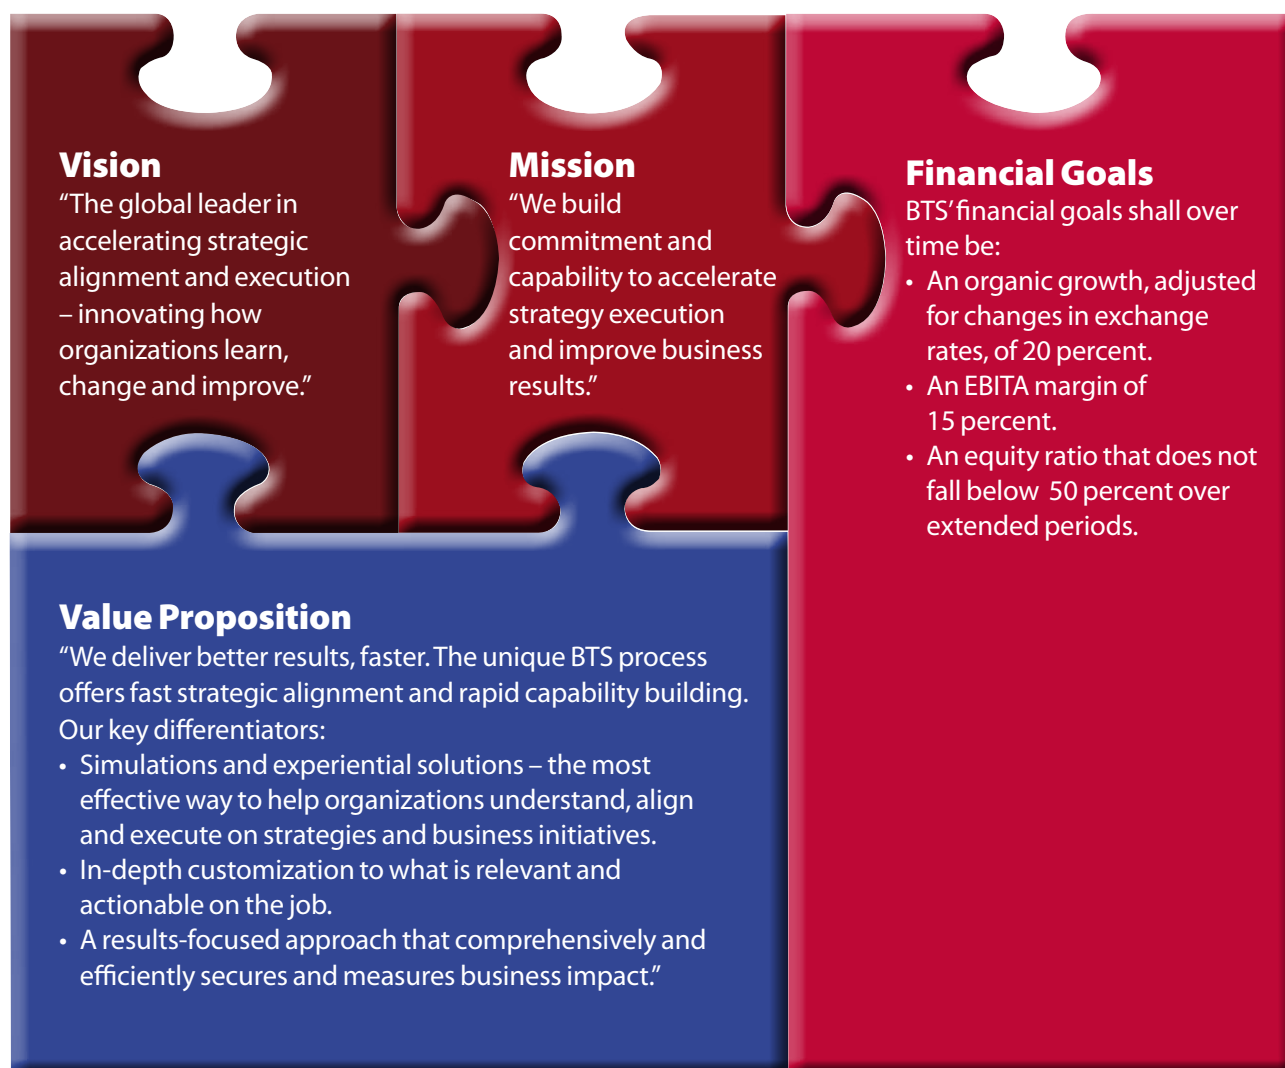 Vision
“The global leader in
accelerating strategic
alignment and execution
– innovating how
organizations learn,
change and improve.”
Mission
“We build
commitment and
capability to accelerate
strategy execution
and improve business
results.”
Financial Goals
BTS’ financial goals shall over
time be:
• An organic growth, adjusted
for changes in exchange
rates, of 20 percent.
• An EBITA margin of
15 percent.
• An equity ratio that does not
fall below 50 percent over
extended periods.
Value Proposition
“We deliver better results, faster. The unique BTS process
offers fast strategic alignment and rapid capability building.
Our key differentiators:
• Simulations and experiential solutions – the most
effective way to help organizations understand, align
and execute on strategies and business initiatives.
• In-depth customization to what is relevant and
actionable on the job.
• A results-focused approach that comprehensively and
efficiently secures and measures business impact.”